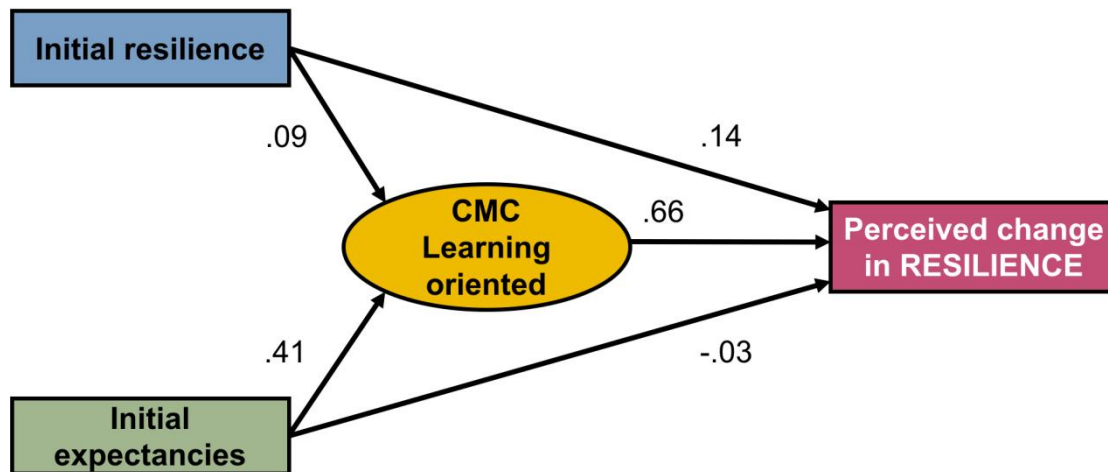 Initial resilience
.09
.14
CMC
Learning
oriented
.66
Perceived change
in RESILIENCE
.41
-.03
Initial
expectancies